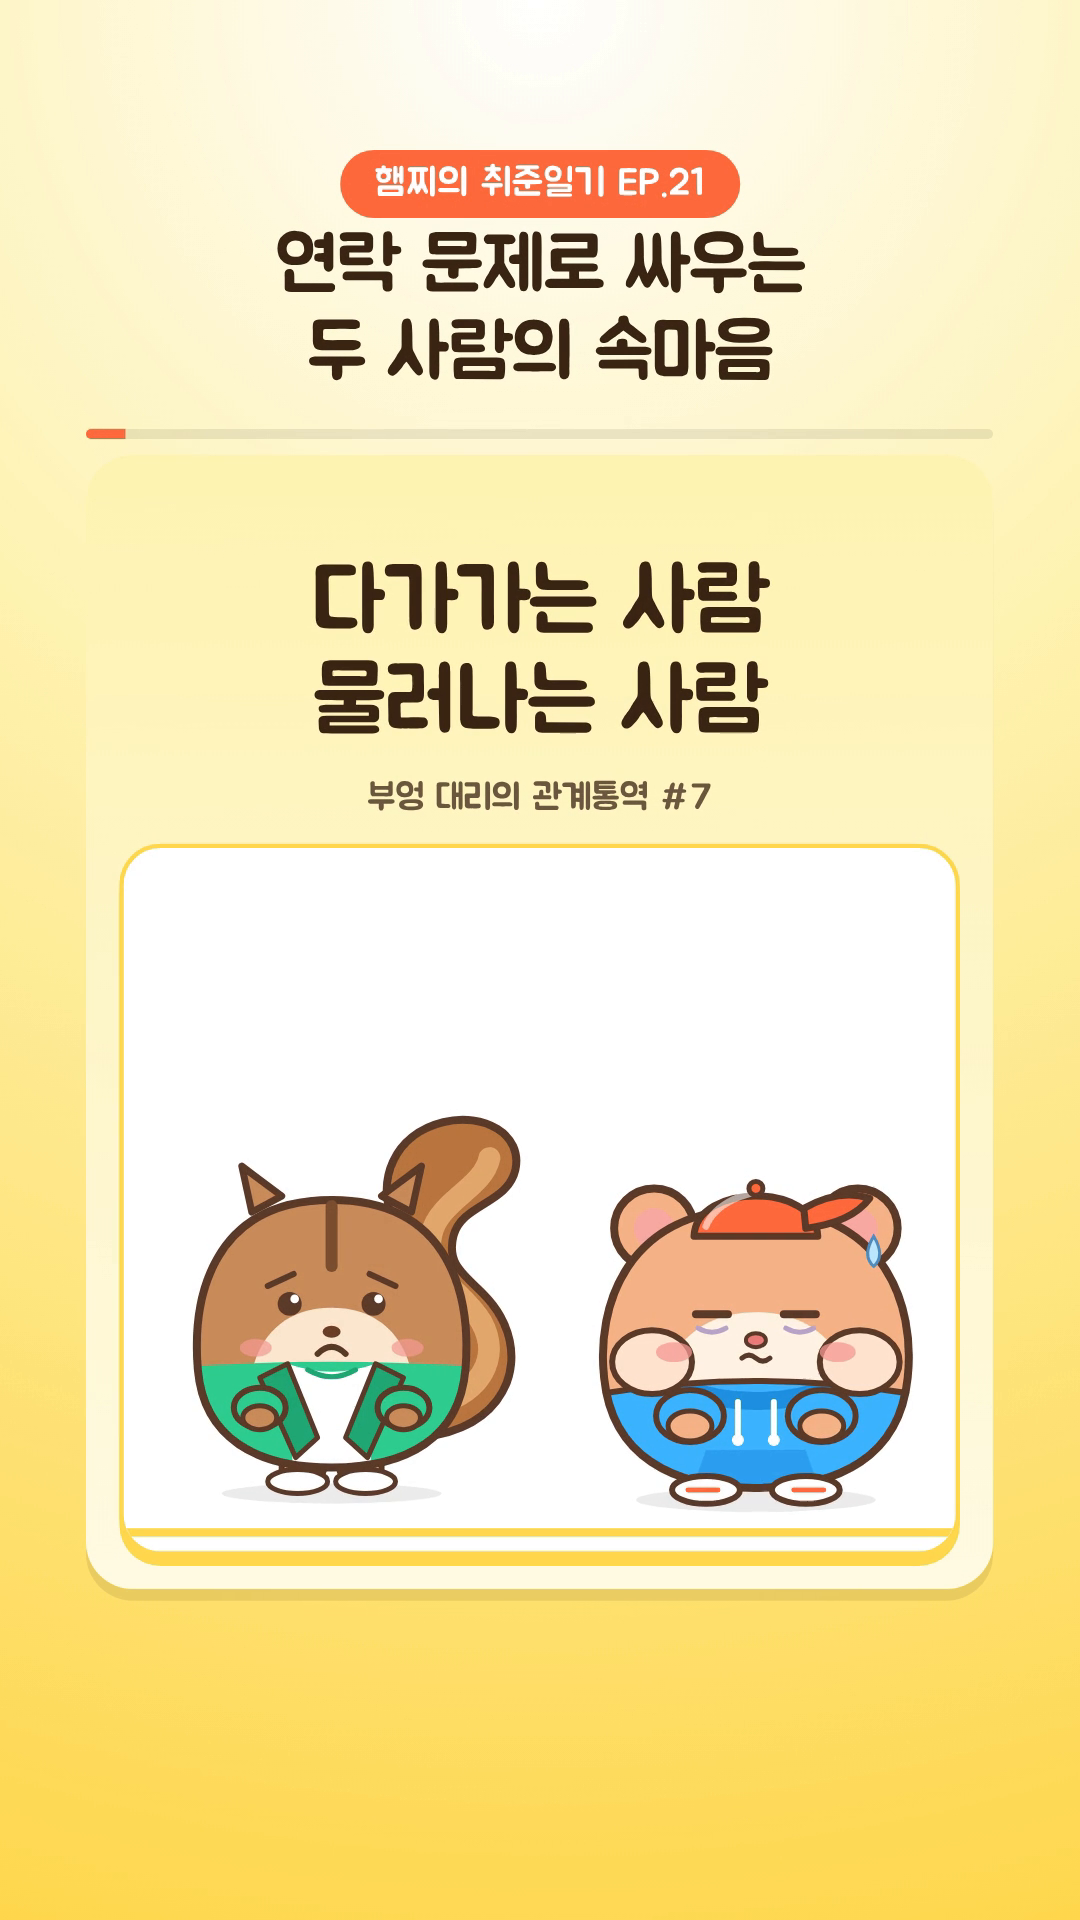 햄찌의 취준일기 EP.21
연락 문제로 싸우는
두 사람의 속마음
다가가는 사람
물러나는 사람
부엉 대리의 관계통역 #7